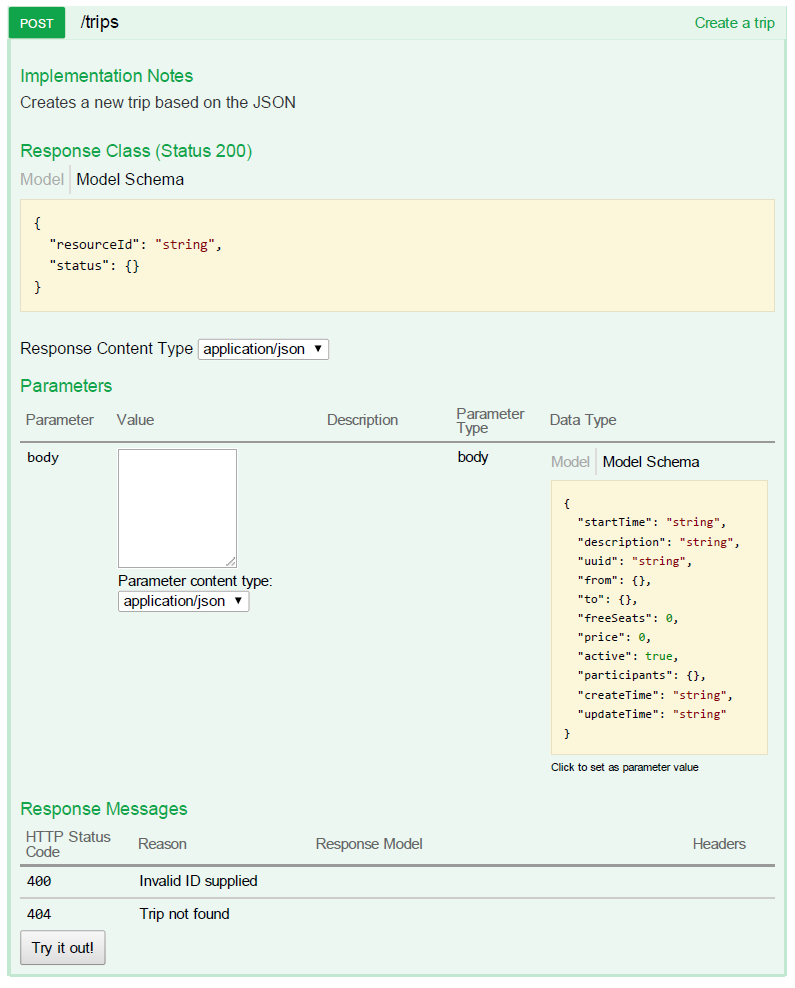 POST /trips Create a trip
Implementation Notes
Creates a new trip based on the JSON
Response Class (Status 200)
Model Model Schema
{
"resourceId": "string",
"status": {}
}
Response Content Type application/json ▼
Parameters
Parameter Value Description Parameter Type Data Type
body body Model Model Schema
Parameter content type:
application/json ▼
{
"startTime": "string",
"description": "string",
"uuid": "string",
"from": {},
"to": {},
"freeSeats": 0,
"price": 0,
"active": true,
"participants": {},
"createTime": "string",
"updateTime": "string"
}
Click to set as parameter value
Response Messages
HTTP Status Code Reason Response Model Headers
400 Invalid ID supplied
404 Trip not found
Try it out!